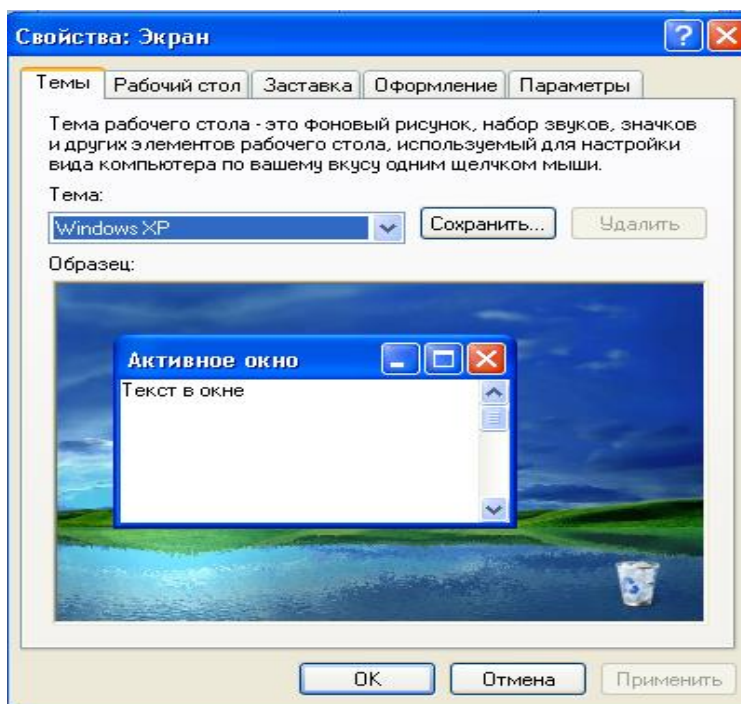 Свойства: Экран
Темы Рабочий стол Заставка Оформление Параметры
Тема рабочего стола - это фоновый рисунок, набор звуков, значков
и других элементов рабочего стола, используемый для настройки
вида компьютера по вашему вкусу одним щелчком мыши.
Тема:
Windows XP Сохранить... Удалить
Образец:
Активное окно
Текст в окне
OK Отмена Применить